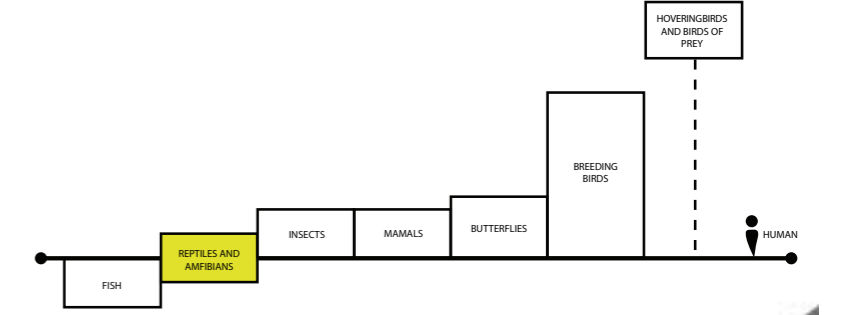 HOVERINGBIRDS
AND BIRDS OF
PREY
BREEDING
BIRDS
BUTTERFLIES
INSECTS
MAMALS
HUMAN
REPTILES AND
AMFIBIANS
FISH